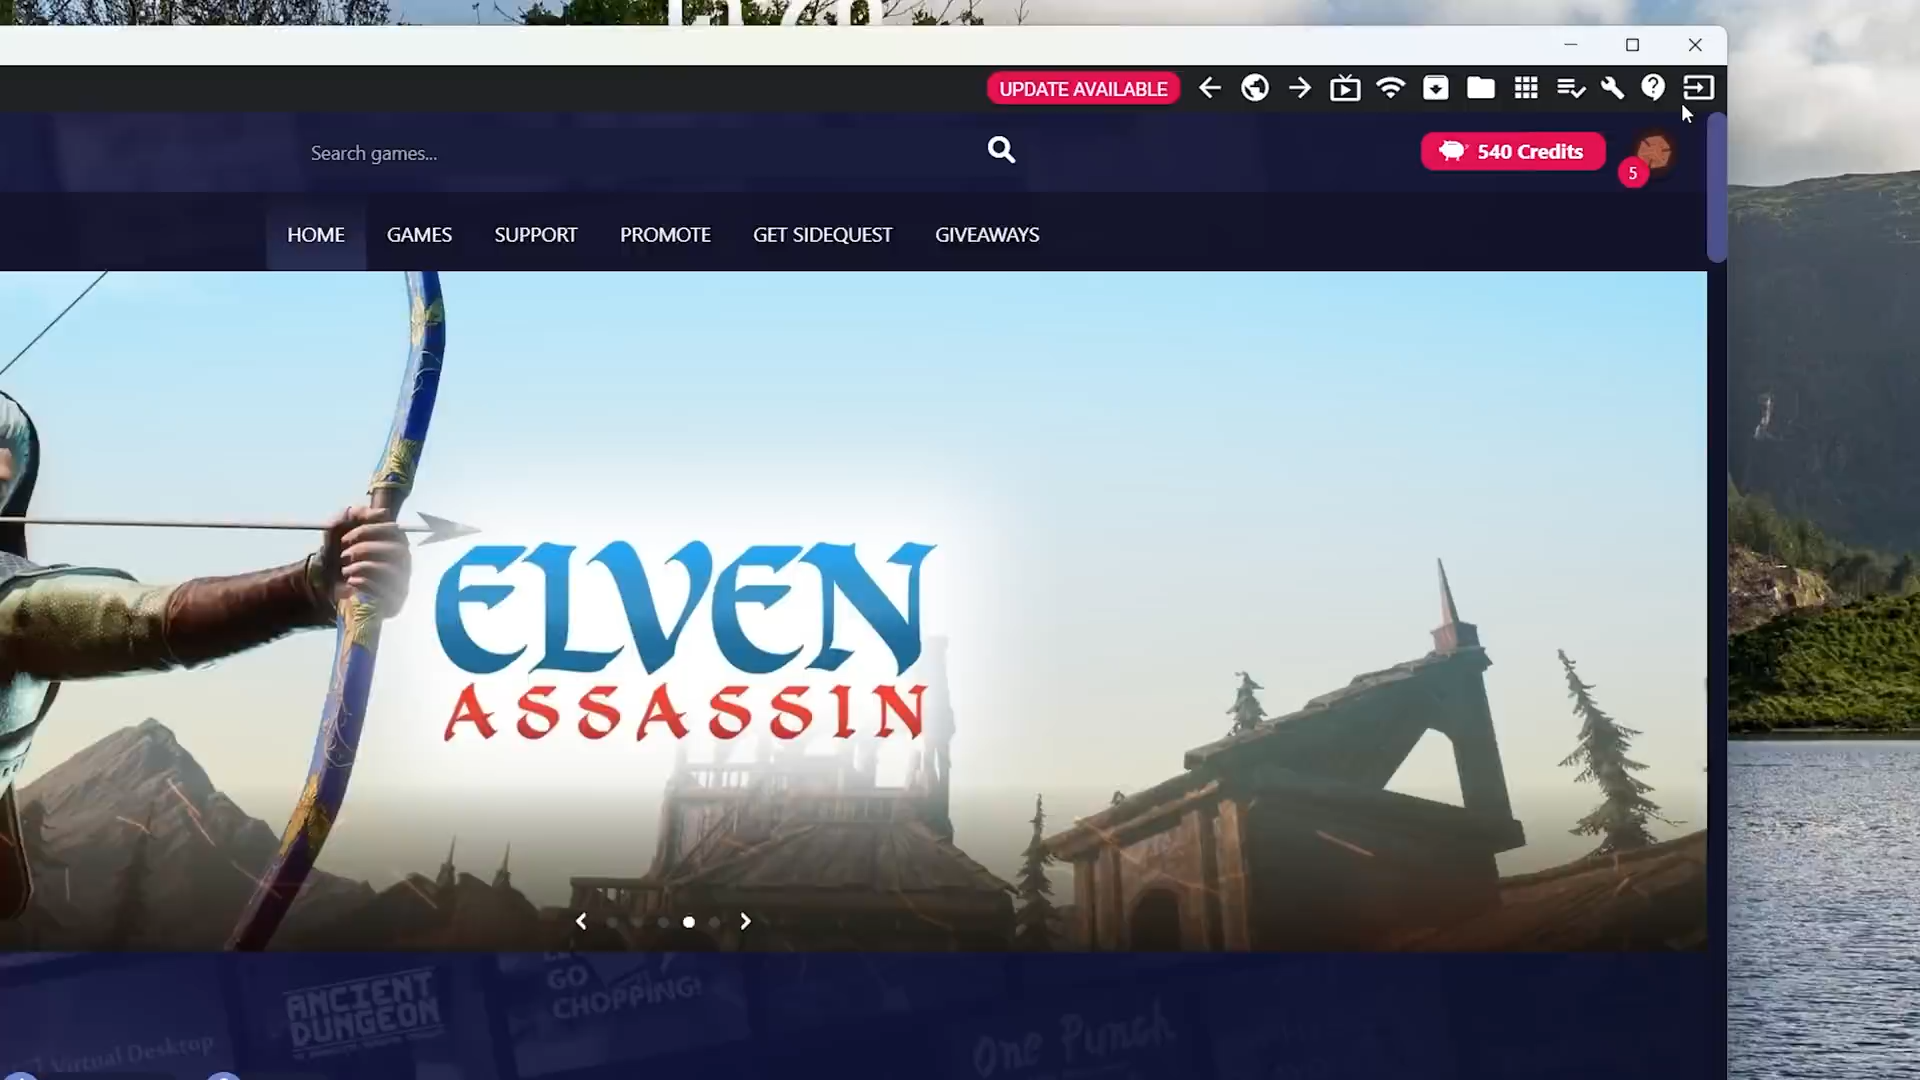 UPDATE AVAILABLE
Search games...
540 Credits
5
HOME GAMES SUPPORT PROMOTE GET SIDEQUEST GIVEAWAYS
ELVEN
ASSASSIN
GO
CHOPPING!
ANCIENT
DUNGEON
One Punch
Virtual Desktop